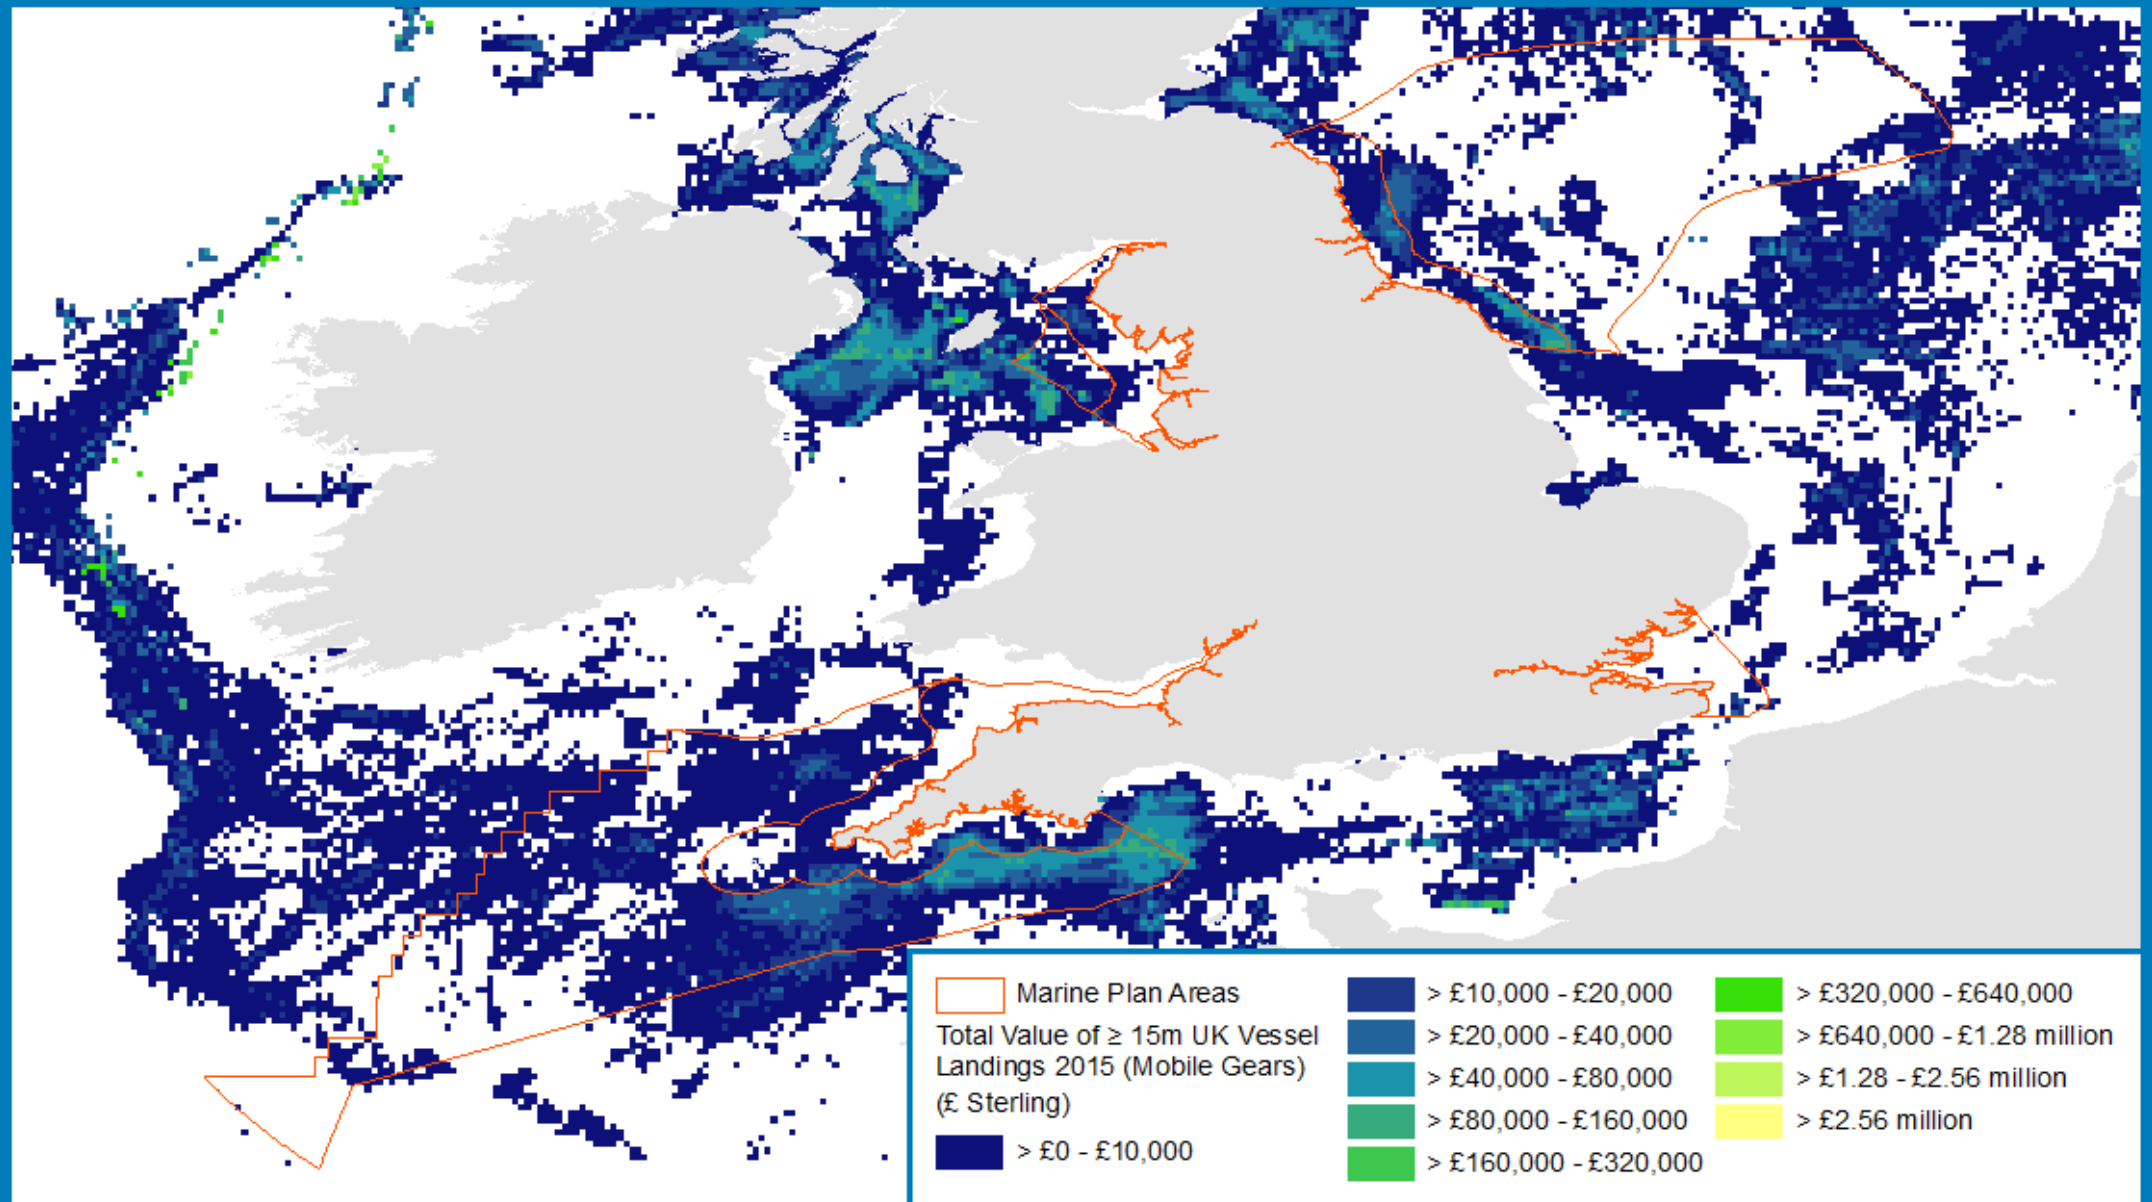 Marine Plan Areas
Total Value of ≥ 15m UK Vessel
Landings 2015 (Mobile Gears)
(£ Sterling)
> £0 - £10,000
> £10,000 - £20,000
> £20,000 - £40,000
> £40,000 - £80,000
> £80,000 - £160,000
> £160,000 - £320,000
> £320,000 - £640,000
> £640,000 - £1.28 million
> £1.28 - £2.56 million
> £2.56 million